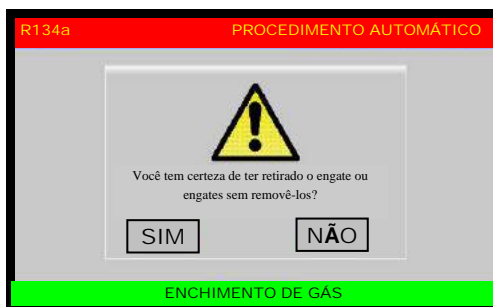 R134a PROCEDIMENTO AUTOMÁTICO
Você tem certeza de ter retirado o engate ou
engates sem removê-los?
SIM NÃO
ENCHIMENTO DE GÁS